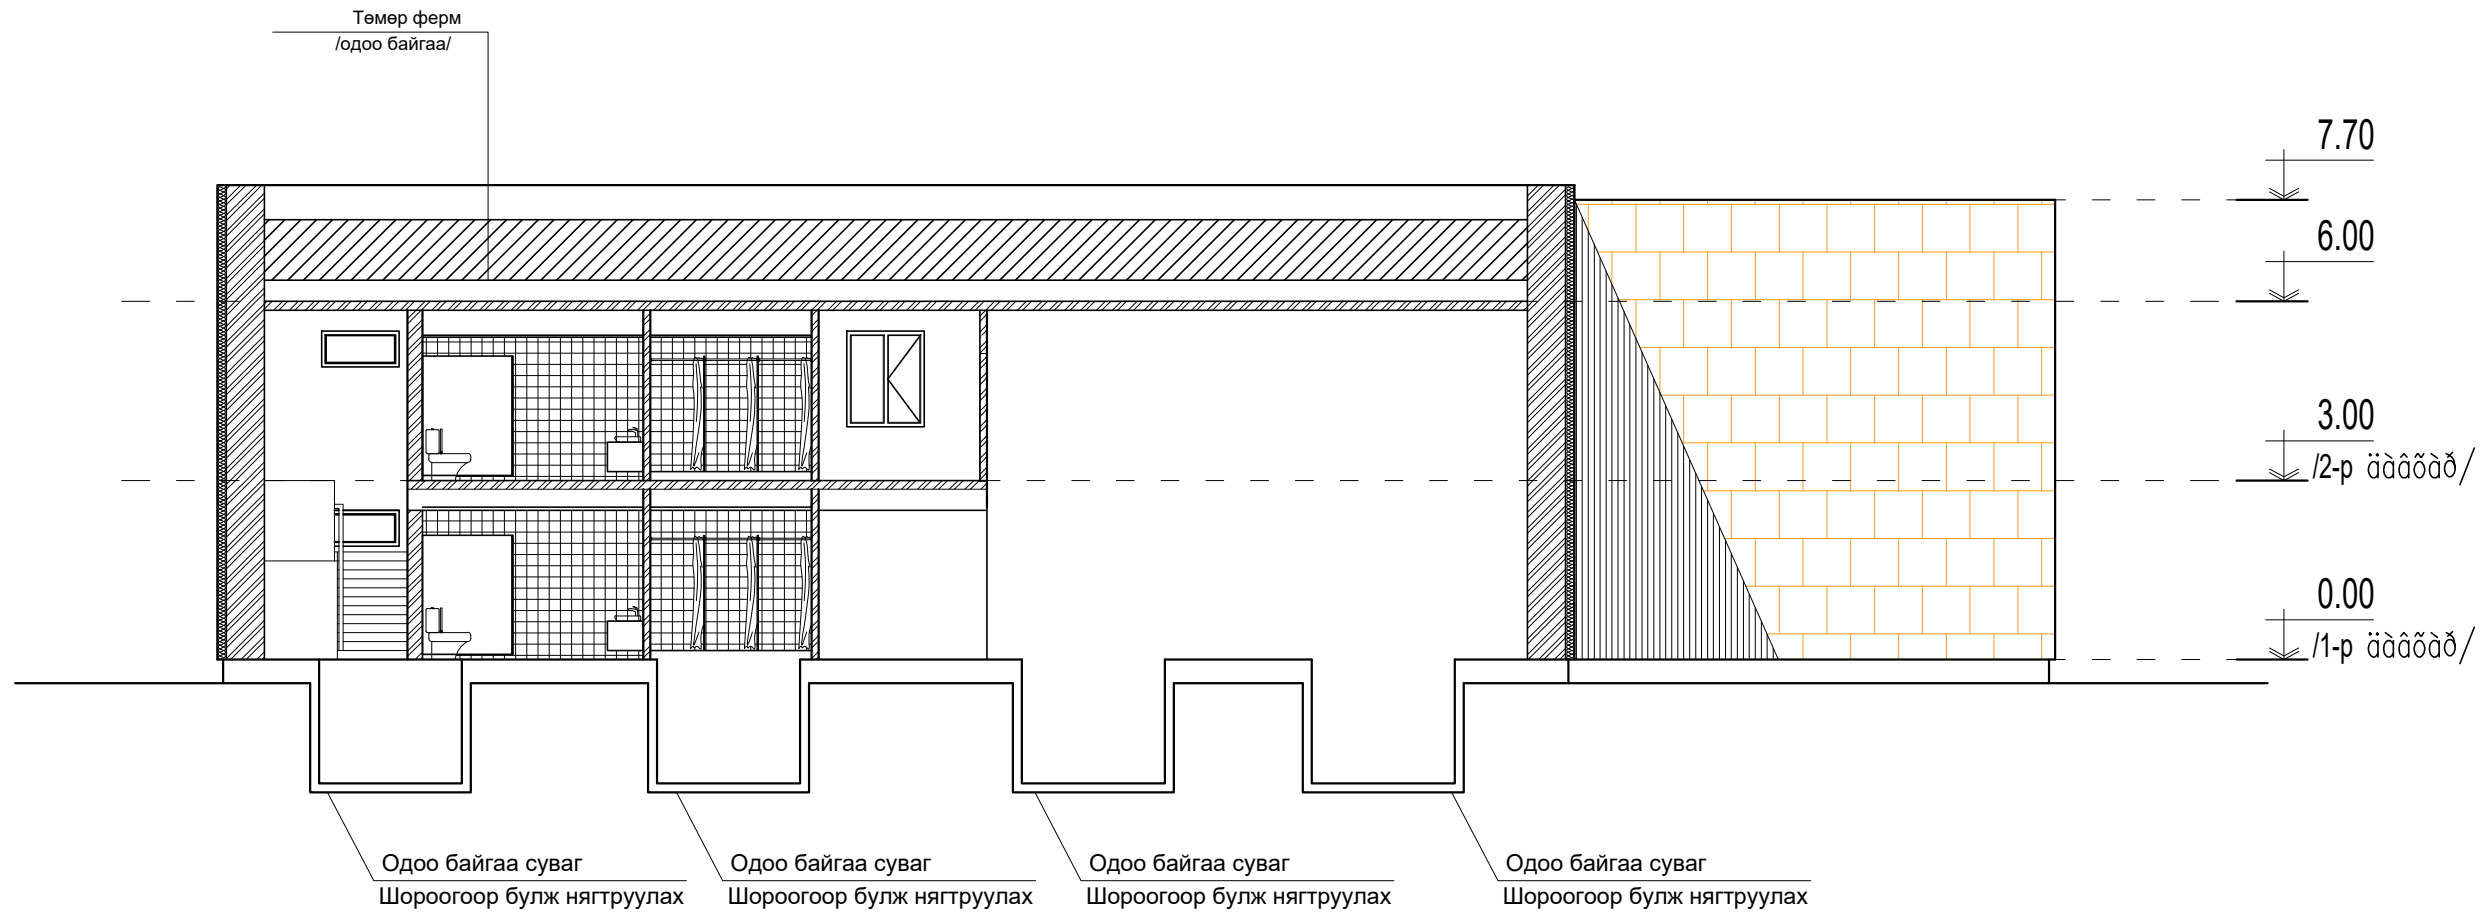 Төмөр ферм
/одоо байгаа/
7.70
6.00
3.00
/2-р äàâõàð/
0.00
/1-р äàâõàð/
Одоо байгаа суваг
Шороогоор булж нягтруулах
Одоо байгаа суваг
Шороогоор булж нягтруулах
Одоо байгаа суваг
Шороогоор булж нягтруулах
Одоо байгаа суваг
Шороогоор булж нягтруулах